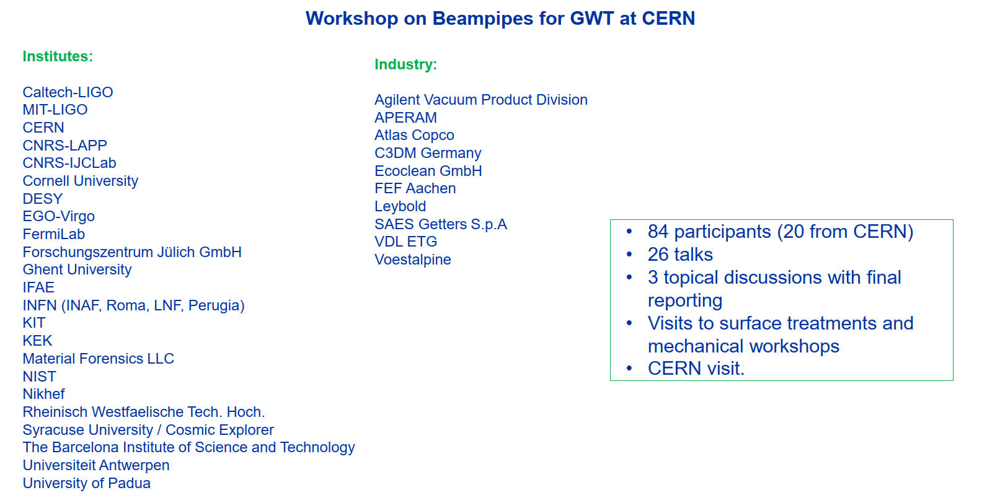 Workshop on Beampipes for GWT at CERN
Institutes:
Caltech-LIGO
MIT-LIGO
CERN
CNRS-LAPP
CNRS-IJCLab
Cornell University
DESY
EGO-Virgo
FermiLab
Forschungszentrum Jülich GmbH
Ghent University
IFAE
INFN (INAF, Roma, LNF, Perugia)
KIT
KEK
Material Forensics LLC
NIST
Nikhef
Rheinisch Westfaelische Tech. Hoch.
Syracuse University / Cosmic Explorer
The Barcelona Institute of Science and Technology
Universiteit Antwerpen
University of Padua
Industry:
Agilent Vacuum Product Division
APERAM
Atlas Copco
C3DM Germany
Ecoclean GmbH
FEF Aachen
Leybold
SAES Getters S.p.A
VDL ETG
Voestalpine
• 84 participants (20 from CERN)
• 26 talks
• 3 topical discussions with final
reporting
• Visits to surface treatments and
mechanical workshops
• CERN visit.